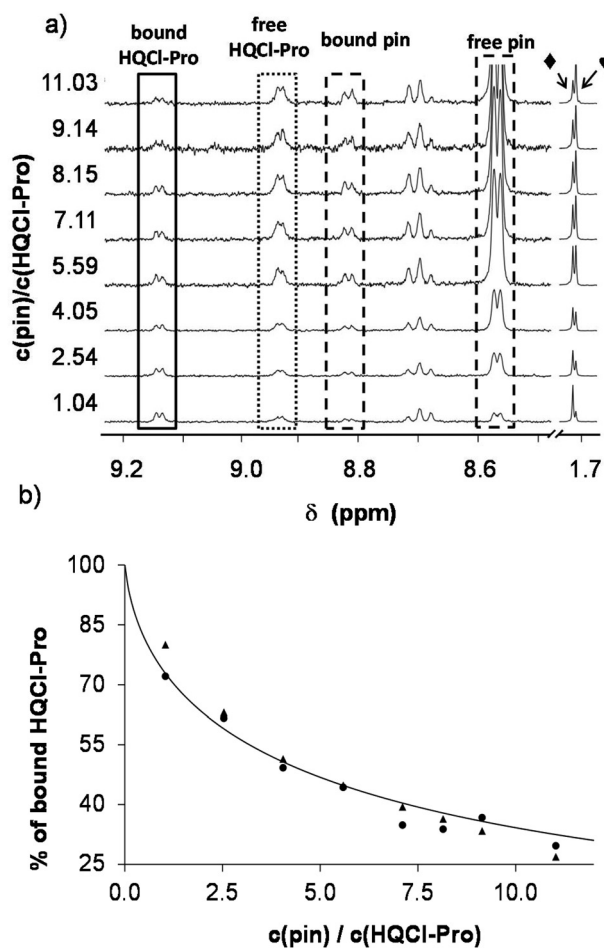 a)
bound HQCl-Pro
free HQCl-Pro
bound pin
free pin
♦
c(pin)/c(HQCl-Pro)
11.03
9.14
8.15
7.11
5.59
4.05
2.54
1.04
9.2 9.0 8.8 8.6 1.7
δ (ppm)
b)
% of bound HQCl-Pro
100
85
70
55
40
25
0.0 2.5 5.0 7.5 10.0
c(pin) / c(HQCl-Pro)